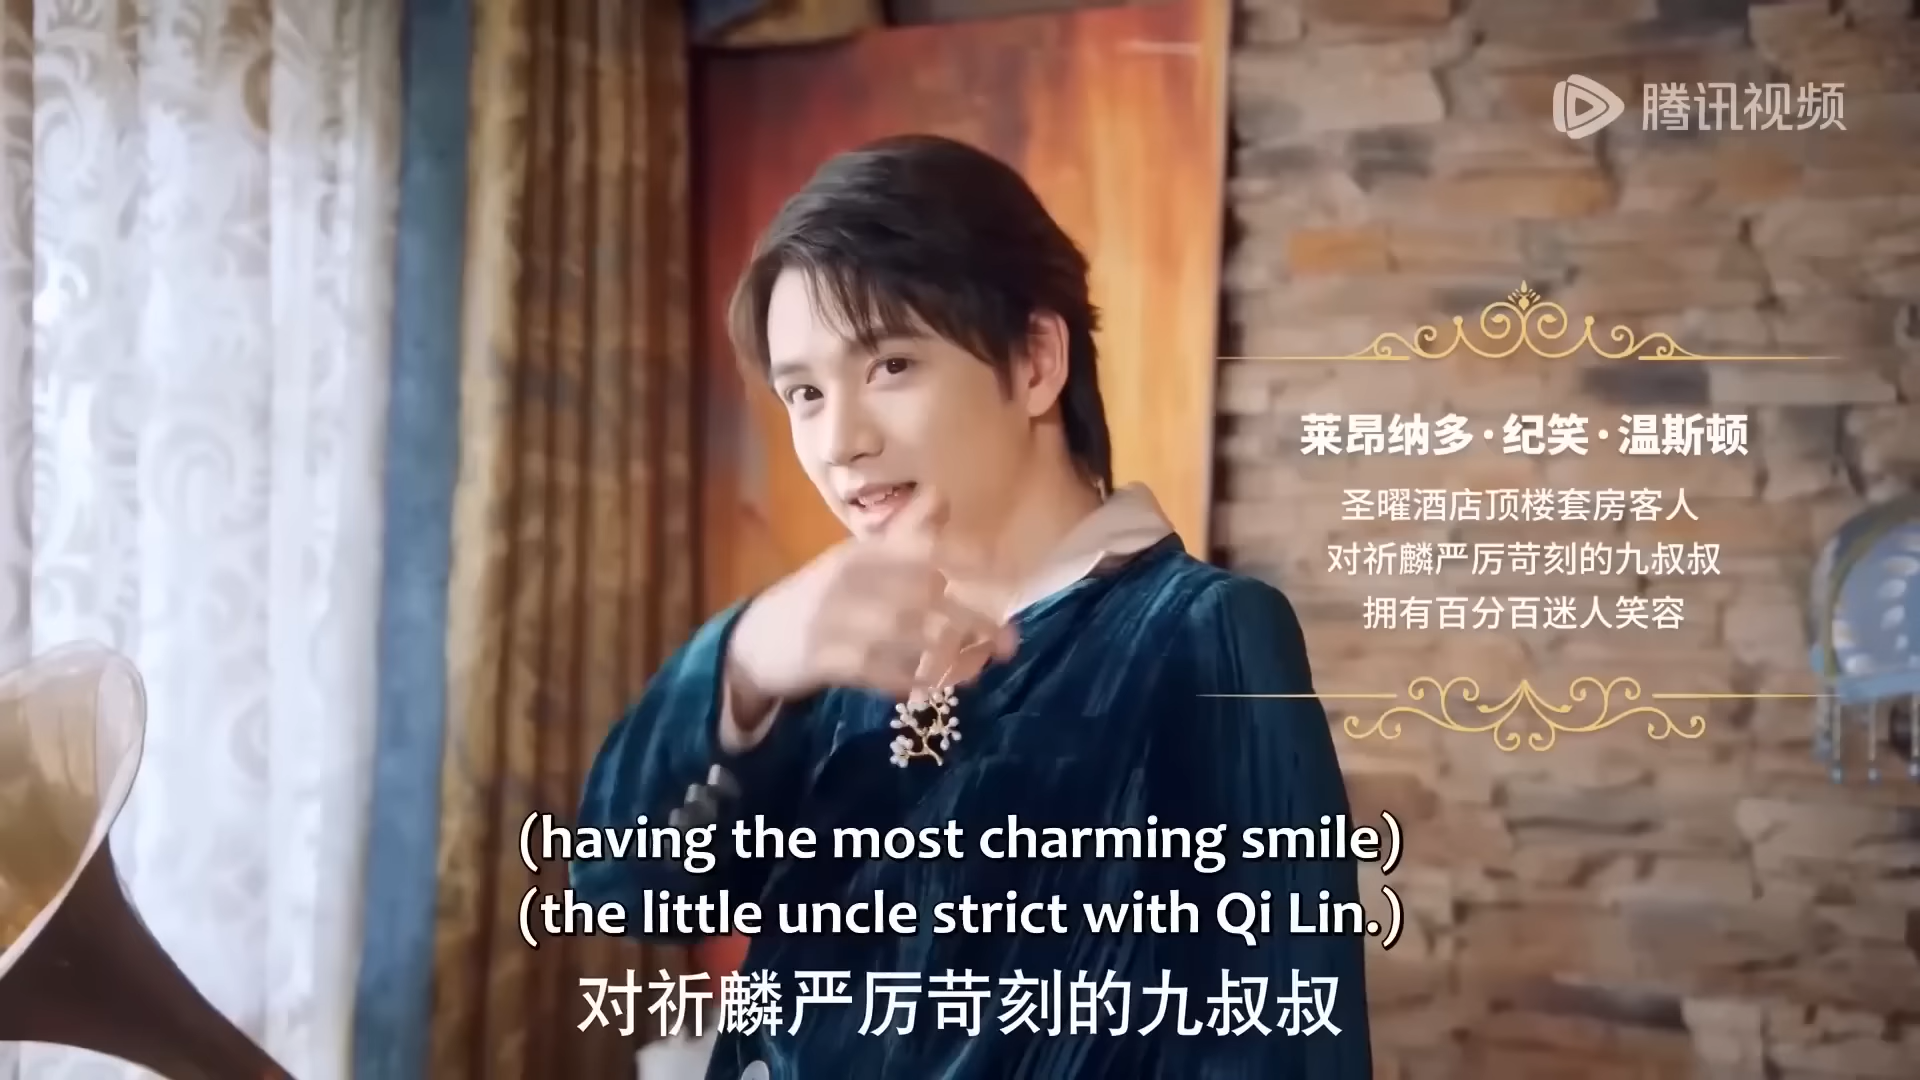 腾讯视频
莱昂纳多·纪笑·温斯顿
圣曜酒店顶楼套房客人
对祈麟严厉苛刻的九叔叔
拥有百分百迷人笑容
(having the most charming smile)
(the little uncle strict with Qi Lin.)
对祈麟严厉苛刻的九叔叔